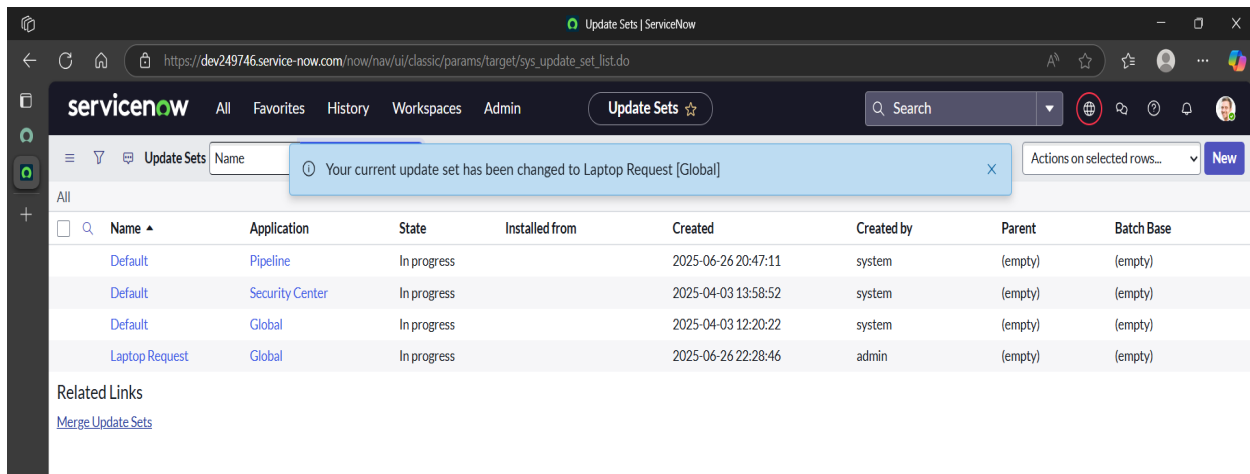 Update Sets | ServiceNow
https://dev249746.service-now.com/now/nav/ui/classic/params/target/sys_update_set_list.do
servicenow All Favorites History Workspaces Admin Update Sets Search
Update Sets Name Actions on selected rows... New
Your current update set has been changed to Laptop Request [Global] X
All
Name Application State Installed from Created Created by Parent Batch Base
Default Pipeline In progress 2025-06-26 20:47:11 system (empty) (empty)
Default Security Center In progress 2025-04-03 13:58:52 system (empty) (empty)
Default Global In progress 2025-04-03 12:20:22 system (empty) (empty)
Laptop Request Global In progress 2025-06-26 22:28:46 admin (empty) (empty)
Related Links
Merge Update Sets